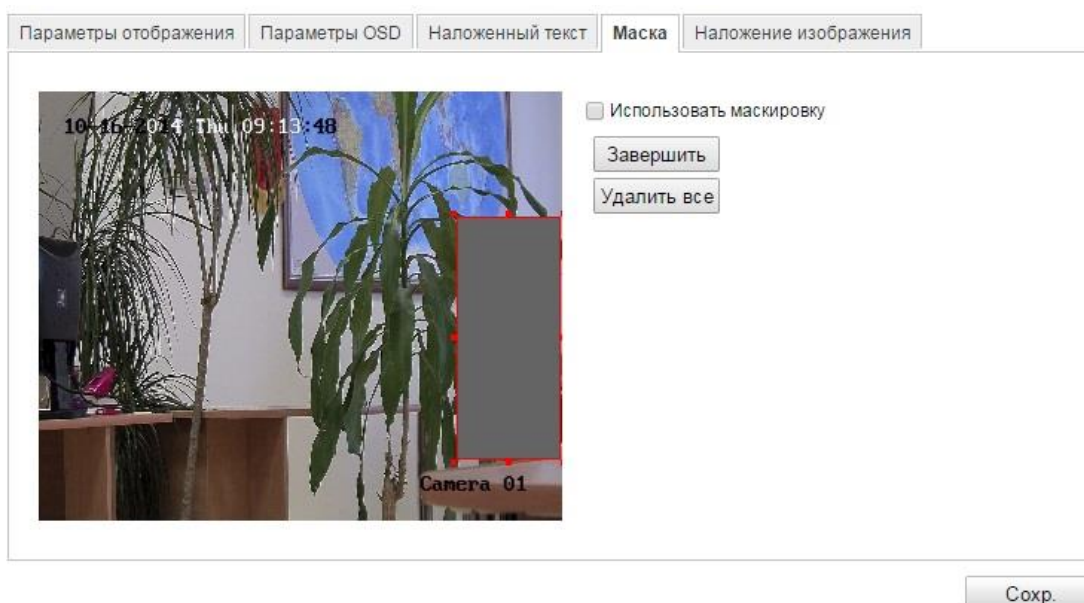 Параметры отображения Параметры OSD Наложенный текст Маска Наложение изображения
10-16-2014 Thu 09:13:48
Использовать маскировку
Завершить
Удалить все
Camera 01
Сохр.